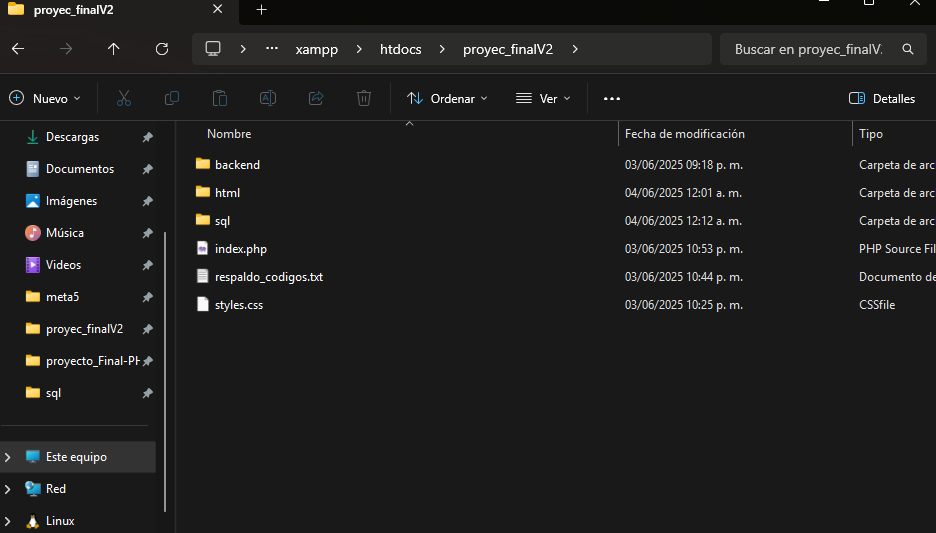 proyec_finalV2
xampp htdocs proyec_finalV2 Buscar en proyec_finalV.
Nuevo Ordenar Ver Detalles
Nombre Fecha de modificación Tipo
Descargas
Documentos
Imágenes
Música
Videos
meta5
proyec_finalV2
proyecto_Final-PH
sql
Este equipo
Red
Linux
backend 03/06/2025 09:18 p. m. Carpeta de arc
html 04/06/2025 12:01 a. m. Carpeta de arc
sql 04/06/2025 12:12 a. m. Carpeta de arc
index.php 03/06/2025 10:53 p. m. PHP Source Fil
respaldo_codigos.txt 03/06/2025 10:44 p. m. Documento de
styles.css 03/06/2025 10:25 p. m. CSSfile